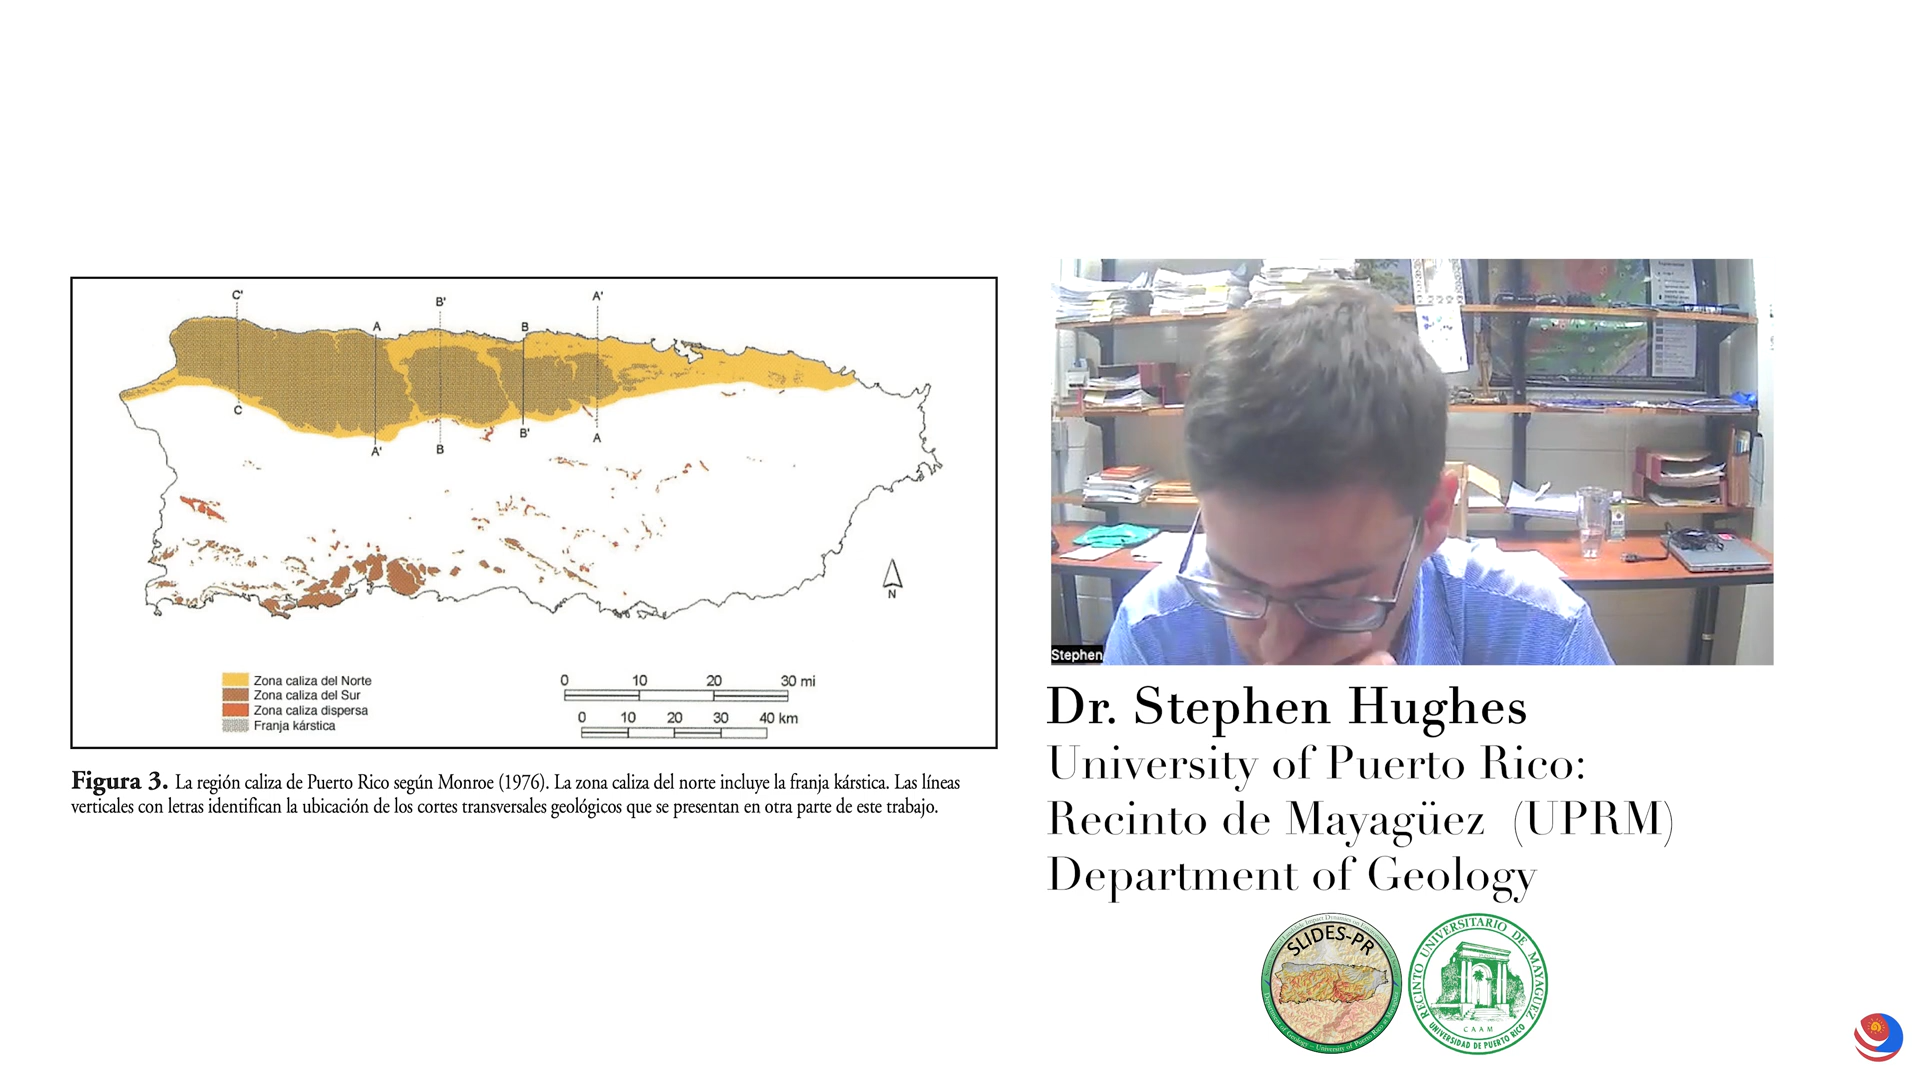 C'
B'
A'
A
B
C
A'
B
B'
A
N
Zona caliza del Norte
Zona caliza del Sur
Zona caliza dispersa
Franja kárstica
0 10 20 30 mi
0 10 20 30 40 km
Figura 3. La región caliza de Puerto Rico según Monroe (1976). La zona caliza del norte incluye la franja kárstica. Las líneas
verticales con letras identifican la ubicación de los cortes transversales geológicos que se presentan en otra parte de este trabajo.
Stephen
Dr. Stephen Hughes
University of Puerto Rico:
Recinto de Mayagüez (UPRM)
Department of Geology
SLIDES-PR
RECINTO UNIVERSITARIO DE MAYAGÜEZ
CAAM
UNIVERSIDAD DE PUERTO RICO